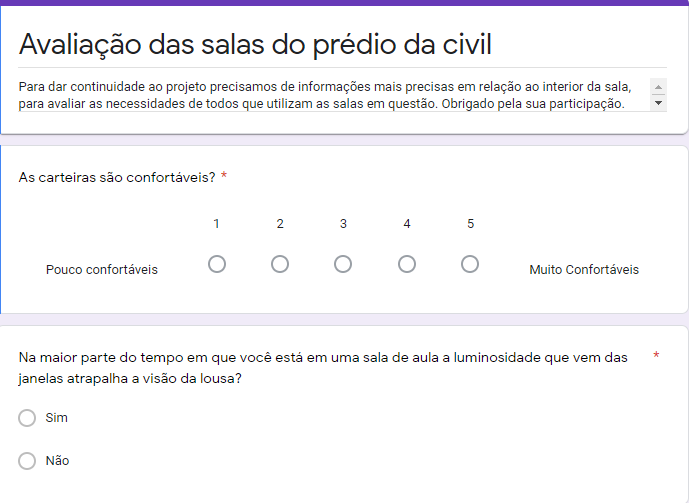 Avaliação das salas do prédio da civil
Para dar continuidade ao projeto precisamos de informações mais precisas em relação ao interior da sala,
para avaliar as necessidades de todos que utilizam as salas em questão. Obrigado pela sua participação.
As carteiras são confortáveis? *
1 2 3 4 5
Pouco confortáveis Muito Confortáveis
Na maior parte do tempo em que você está em uma sala de aula a luminosidade que vem das *
janelas atrapalha a visão da lousa?
Sim
Não